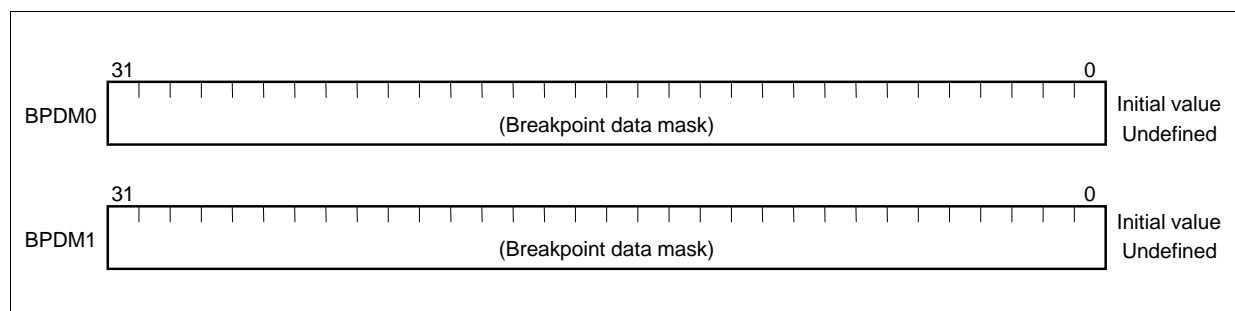 31 0
BPDM0 (Breakpoint data mask) Initial value
Undefined
31 0
BPDM1 (Breakpoint data mask) Initial value
Undefined